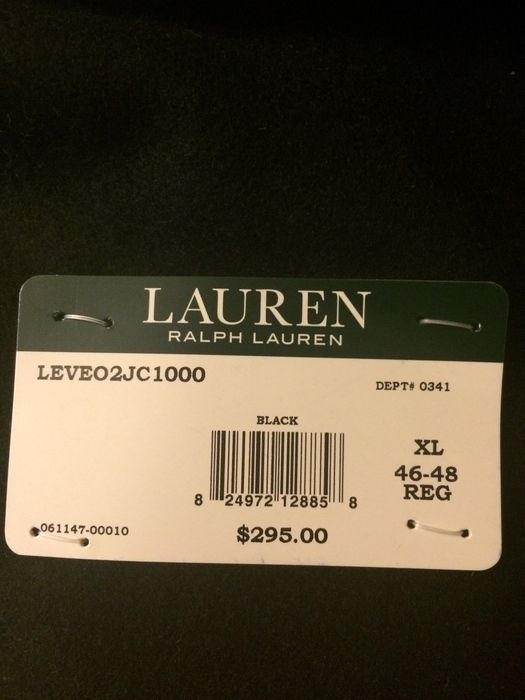 LAUREN
RALPH LAUREN
LEVEO2JC1000
DEPT# 0341
BLACK
XL
46-48
REG
8 24972 12885 8
061147-00010
$295.00